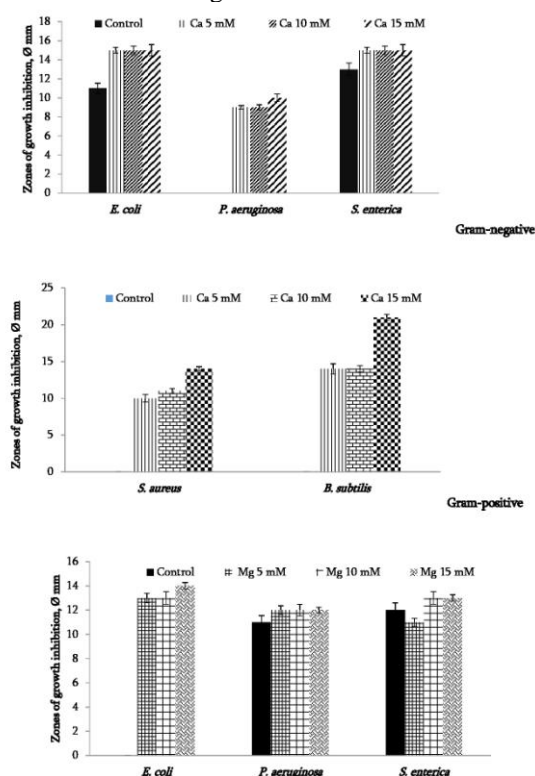 Control Ca 5 mM Ca 10 mM Ca 15 mM
Zones of growth inhibition, Ø mm
16
14
12
10
8
6
4
2
0
E. coli P. aeruginosa S. enterica
Gram-negative
Control Ca 5 mM Ca 10 mM Ca 15 mM
Zones of growth inhibition, Ø mm
25
20
15
10
5
0
S. aureus B. subtilis
Gram-positive
Control Mg 5 mM Mg 10 mM Mg 15 mM
Zones of growth inhibition, Ø mm
16
14
12
10
8
6
4
2
0
E. coli P. aeruginosa S. enterica